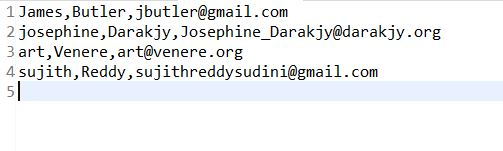 1 James,Butler,jbutler@gmail.com
2 josephine,Darakjy,Josephine_Darakjy@darakjy.org
3 art,Venere,art@venere.org
4 sujith,Reddy,sujithreddysudini@gmail.com
5